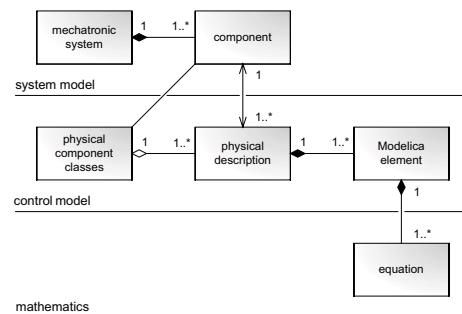 mechatronic
system
1
1..*
component
1
system model
1..*
physical
component
classes
1
1..*
physical
description
1
1..*
Modelica
element
1
control model
1..*
equation
mathematics